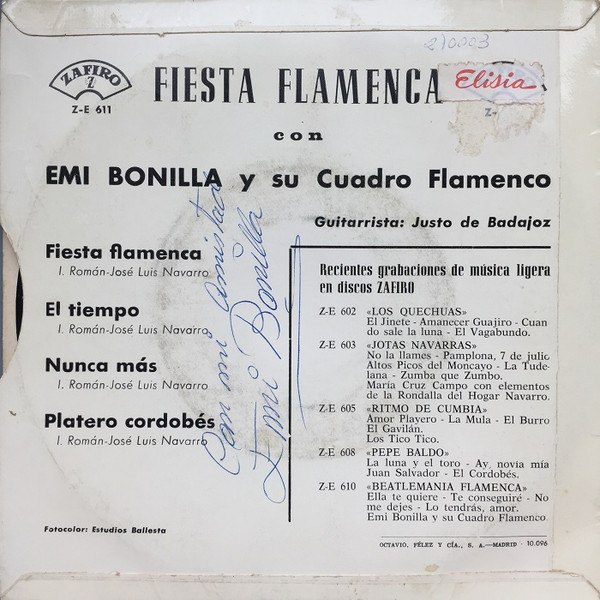 210003
ZAFIRO
Z
Z-E 611
FIESTA FLAMENCA
Elisia
Z-
con
EMI BONILLA y su Cuadro Flamenco
Guitarrista: Justo de Badajoz
Fiesta flamenca
I. Román-José Luis Navarro
El tiempo
I. Román-José Luis Navarro
Nunca más
I. Román-José Luis Navarro
Platero cordobés
I. Román-José Luis Navarro
Con mi amistad
Emi Bonilla
Fotocolor: Estudios Ballesta
Recientes grabaciones de música ligera
en discos ZAFIRO
Z-E 602 «LOS QUECHUAS»
El Jinete - Amanecer Guajiro - Cuan
do sale la luna - El Vagabundo.
Z-E 603 «JOTAS NAVARRAS»
No la llames - Pamplona, 7 de julio
Altos Picos del Moncayo - La Tude-
lana - Zumba que Zumbo.
María Cruz Campo con elementos
de la Rondalla del Hogar Navarro.
Z-E 605 «RITMO DE CUMBIA»
Amor Playero - La Mula - El Burro
El Gavilán.
Los Tico Tico.
Z-E 608 «PEPE BALDO»
La luna y el toro - Ay, novia mía
Juan Salvador - El Cordobés.
Z-E 610 «BEATLEMANIA FLAMENCA»
Ella te quiere - Te conseguiré - No
me dejes - Lo tendrás, amor.
Emi Bonilla y su Cuadro Flamenco
OCTAVIO, FÉLEZ Y CÍA., S. A.—MADRID - 10.096